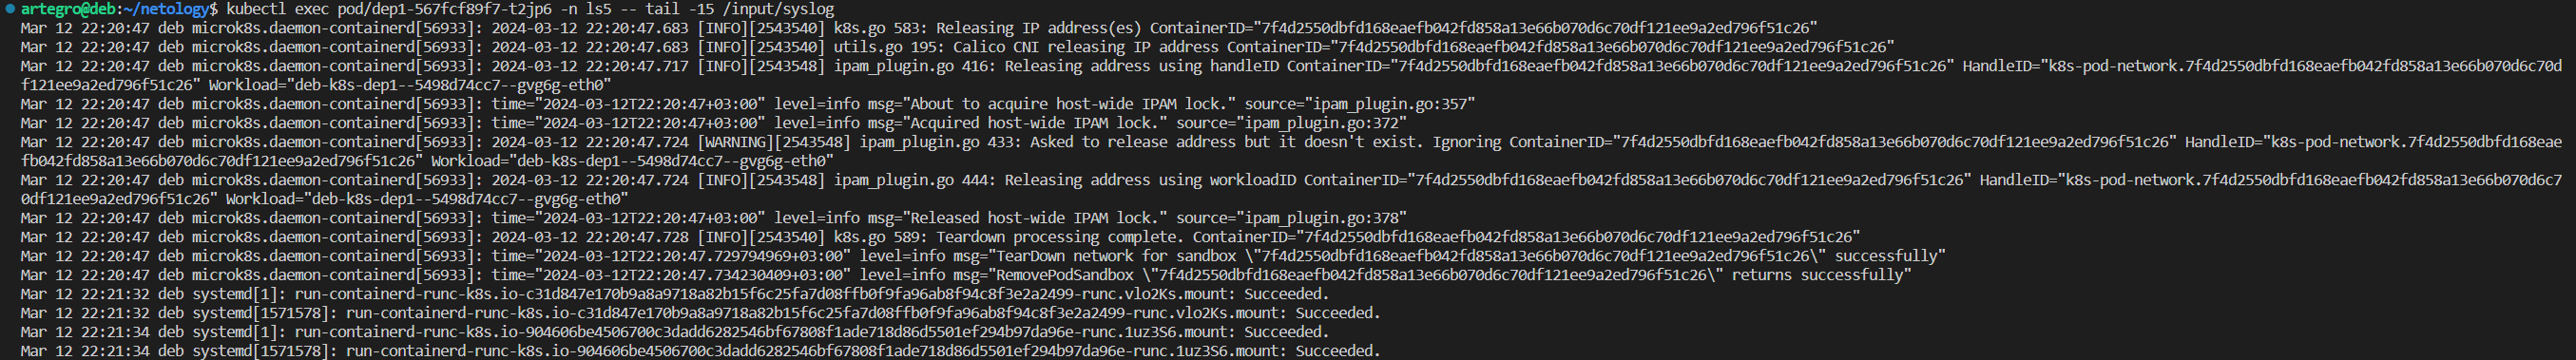 artegro@deb:~/netology$ kubectl exec pod/dep1-567fcf89f7-t2jp6 -n ls5 -- tail -15 /input/syslog
Mar 12 22:20:47 deb microk8s.daemon-containerd[56933]: 2024-03-12 22:20:47.683 [INFO][2543540] k8s.go 583: Releasing IP address(es) ContainerID="7f4d2550dbfd168eaefb042fd858a13e66b070d6c70df121ee9a2ed796f51c26"
Mar 12 22:20:47 deb microk8s.daemon-containerd[56933]: 2024-03-12 22:20:47.683 [INFO][2543540] utils.go 195: Calico CNI releasing IP address ContainerID="7f4d2550dbfd168eaefb042fd858a13e66b070d6c70df121ee9a2ed796f51c26"
Mar 12 22:20:47 deb microk8s.daemon-containerd[56933]: 2024-03-12 22:20:47.717 [INFO][2543548] ipam_plugin.go 416: Releasing address using handleID ContainerID="7f4d2550dbfd168eaefb042fd858a13e66b070d6c70df121ee9a2ed796f51c26" HandleID="k8s-pod-network.7f4d2550dbfd168eaefb042fd858a13e66b070d6c70d
f121ee9a2ed796f51c26" Workload="deb-k8s-dep1--5498d74cc7--gvg6g-eth0"
Mar 12 22:20:47 deb microk8s.daemon-containerd[56933]: time="2024-03-12T22:20:47+03:00" level=info msg="About to acquire host-wide IPAM lock." source="ipam_plugin.go:357"
Mar 12 22:20:47 deb microk8s.daemon-containerd[56933]: time="2024-03-12T22:20:47+03:00" level=info msg="Acquired host-wide IPAM lock." source="ipam_plugin.go:372"
Mar 12 22:20:47 deb microk8s.daemon-containerd[56933]: 2024-03-12 22:20:47.724 [WARNING][2543548] ipam_plugin.go 433: Asked to release address but it doesn't exist. Ignoring ContainerID="7f4d2550dbfd168eaefb042fd858a13e66b070d6c70df121ee9a2ed796f51c26" HandleID="k8s-pod-network.7f4d2550dbfd168eae
fb042fd858a13e66b070d6c70df121ee9a2ed796f51c26" Workload="deb-k8s-dep1--5498d74cc7--gvg6g-eth0"
Mar 12 22:20:47 deb microk8s.daemon-containerd[56933]: 2024-03-12 22:20:47.724 [INFO][2543548] ipam_plugin.go 444: Releasing address using workloadID ContainerID="7f4d2550dbfd168eaefb042fd858a13e66b070d6c70df121ee9a2ed796f51c26" HandleID="k8s-pod-network.7f4d2550dbfd168eaefb042fd858a13e66b070d6c7
0df121ee9a2ed796f51c26" Workload="deb-k8s-dep1--5498d74cc7--gvg6g-eth0"
Mar 12 22:20:47 deb microk8s.daemon-containerd[56933]: time="2024-03-12T22:20:47+03:00" level=info msg="Released host-wide IPAM lock." source="ipam_plugin.go:378"
Mar 12 22:20:47 deb microk8s.daemon-containerd[56933]: 2024-03-12 22:20:47.728 [INFO][2543540] k8s.go 589: Teardown processing complete. ContainerID="7f4d2550dbfd168eaefb042fd858a13e66b070d6c70df121ee9a2ed796f51c26"
Mar 12 22:20:47 deb microk8s.daemon-containerd[56933]: time="2024-03-12T22:20:47.729794969+03:00" level=info msg="TearDown network for sandbox \"7f4d2550dbfd168eaefb042fd858a13e66b070d6c70df121ee9a2ed796f51c26\" successfully"
Mar 12 22:20:47 deb microk8s.daemon-containerd[56933]: time="2024-03-12T22:20:47.734230409+03:00" level=info msg="RemovePodSandbox \"7f4d2550dbfd168eaefb042fd858a13e66b070d6c70df121ee9a2ed796f51c26\" returns successfully"
Mar 12 22:21:32 deb systemd[1]: run-containerd-runc-k8s.io-c31d847e170b9a8a9718a82b15f6c25fa7d08ffb0f9fa96ab8f94c8f3e2a2499-runc.vlo2Ks.mount: Succeeded.
Mar 12 22:21:32 deb systemd[1571578]: run-containerd-runc-k8s.io-c31d847e170b9a8a9718a82b15f6c25fa7d08ffb0f9fa96ab8f94c8f3e2a2499-runc.vlo2Ks.mount: Succeeded.
Mar 12 22:21:34 deb systemd[1]: run-containerd-runc-k8s.io-904606be4506700c3dadd6282546bf67808f1ade718d86d5501ef294b97da96e-runc.1uz3S6.mount: Succeeded.
Mar 12 22:21:34 deb systemd[1571578]: run-containerd-runc-k8s.io-904606be4506700c3dadd6282546bf67808f1ade718d86d5501ef294b97da96e-runc.1uz3S6.mount: Succeeded.